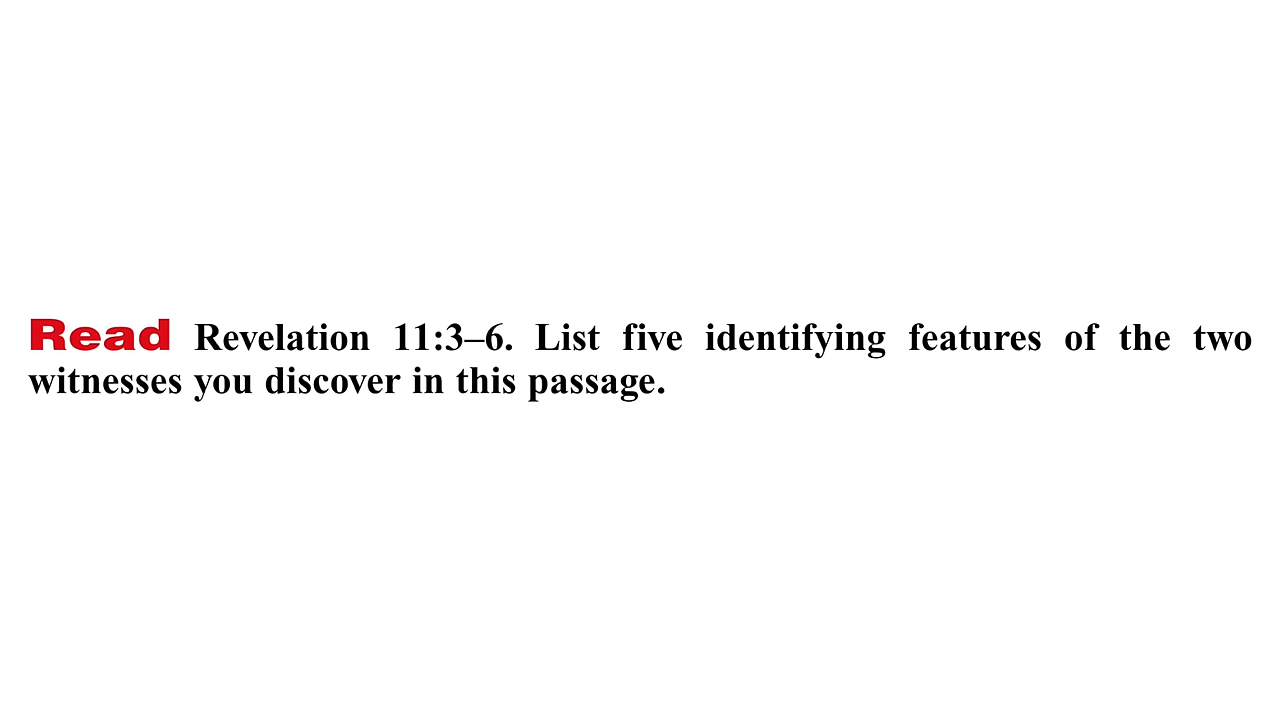 Read Revelation 11:3–6. List five identifying features of the two
witnesses you discover in this passage.